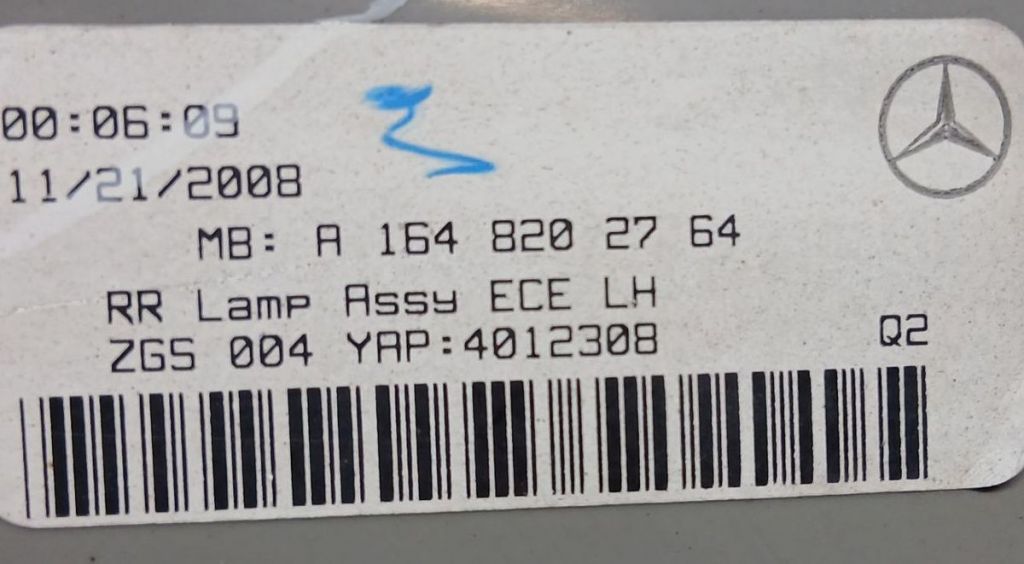 00:06:09
11/21/2008
MB: A 164 820 27 64
RR Lamp Assy ECE LH
ZGS 004 YAP:4012308
Q2